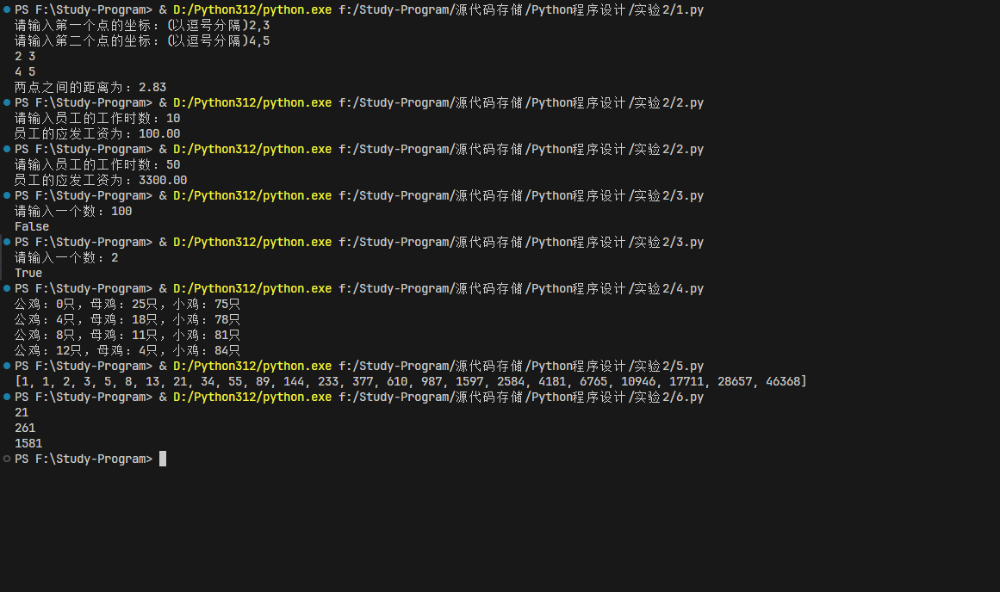 PS F:\Study-Program> & D:/Python312/python.exe f:/Study-Program/源代码存储/Python程序设计/实验2/1.py
请输入第一个点的坐标：(以逗号分隔)2,3
请输入第二个点的坐标：(以逗号分隔)4,5
2 3
4 5
两点之间的距离为：2.83
PS F:\Study-Program> & D:/Python312/python.exe f:/Study-Program/源代码存储/Python程序设计/实验2/2.py
请输入员工的工作时数：10
员工的应发工资为：100.00
PS F:\Study-Program> & D:/Python312/python.exe f:/Study-Program/源代码存储/Python程序设计/实验2/2.py
请输入员工的工作时数：50
员工的应发工资为：3300.00
PS F:\Study-Program> & D:/Python312/python.exe f:/Study-Program/源代码存储/Python程序设计/实验2/3.py
请输入一个数：100
False
PS F:\Study-Program> & D:/Python312/python.exe f:/Study-Program/源代码存储/Python程序设计/实验2/3.py
请输入一个数：2
True
PS F:\Study-Program> & D:/Python312/python.exe f:/Study-Program/源代码存储/Python程序设计/实验2/4.py
公鸡：0只，母鸡：25只，小鸡：75只
公鸡：4只，母鸡：18只，小鸡：78只
公鸡：8只，母鸡：11只，小鸡：81只
公鸡：12只，母鸡：4只，小鸡：84只
PS F:\Study-Program> & D:/Python312/python.exe f:/Study-Program/源代码存储/Python程序设计/实验2/5.py
[1, 1, 2, 3, 5, 8, 13, 21, 34, 55, 89, 144, 233, 377, 610, 987, 1597, 2584, 4181, 6765, 10946, 17711, 28657, 46368]
PS F:\Study-Program> & D:/Python312/python.exe f:/Study-Program/源代码存储/Python程序设计/实验2/6.py
21
261
1581
PS F:\Study-Program>